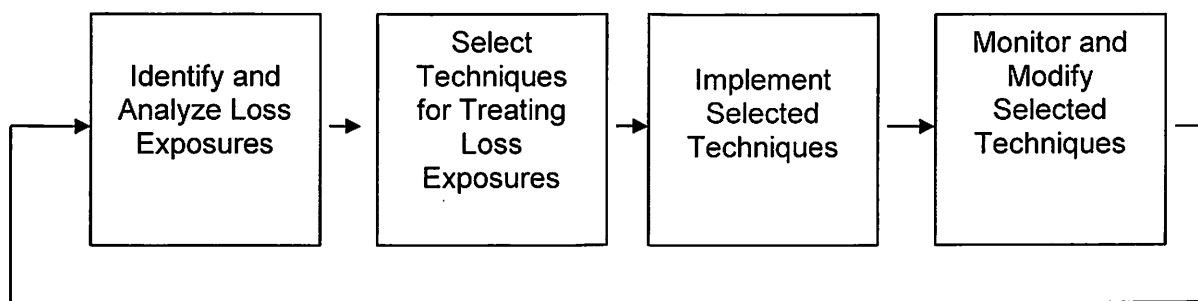 Identify and
Analyze Loss
Exposures
Select
Techniques
for Treating
Loss
Exposures
Implement
Selected
Techniques
Monitor and
Modify
Selected
Techniques